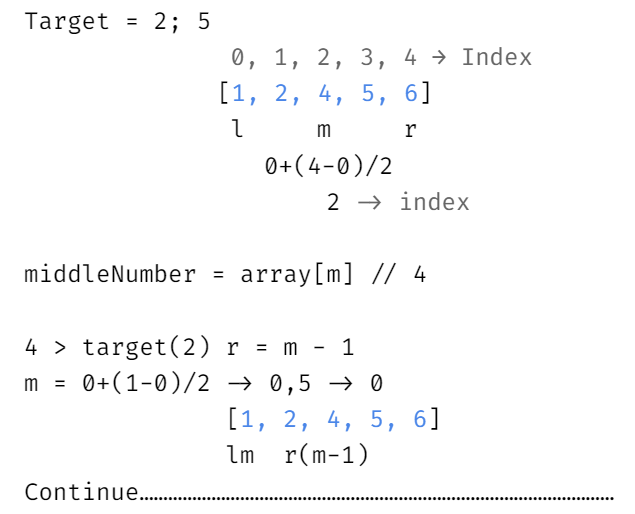 Target = 2; 5
0, 1, 2, 3, 4 → Index
[1, 2, 4, 5, 6]
l m r
0+(4-0)/2
2 → index
middleNumber = array[m] // 4
4 > target(2) r = m - 1
m = 0+(1-0)/2 → 0,5 → 0
[1, 2, 4, 5, 6]
lm r(m-1)
Continue....................................................................................................